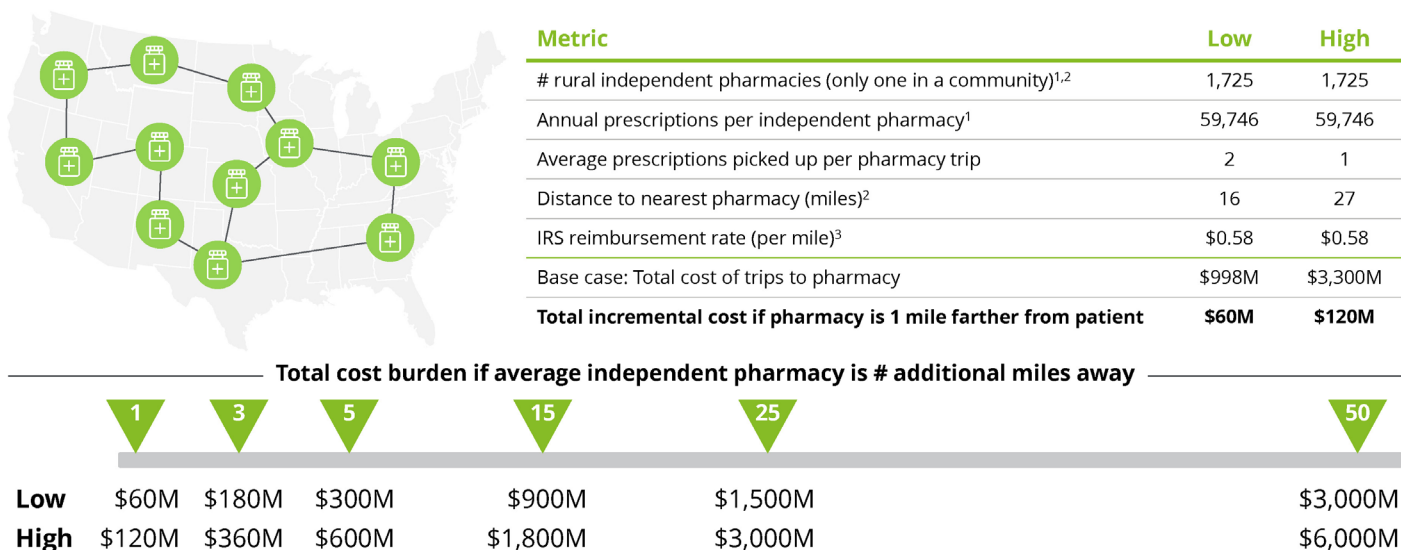 Metric Low High
# rural independent pharmacies (only one in a community)1,2 1,725 1,725
Annual prescriptions per independent pharmacy1 59,746 59,746
Average prescriptions picked up per pharmacy trip 2 1
Distance to nearest pharmacy (miles)2 16 27
IRS reimbursement rate (per mile)3 $0.58 $0.58
Base case: Total cost of trips to pharmacy $998M $3,300M
Total incremental cost if pharmacy is 1 mile farther from patient $60M $120M
Total cost burden if average independent pharmacy is # additional miles away
1 3 5 15 25 50
Low $60M $180M $300M $900M $1,500M $3,000M
High $120M $360M $600M $1,800M $3,000M $6,000M